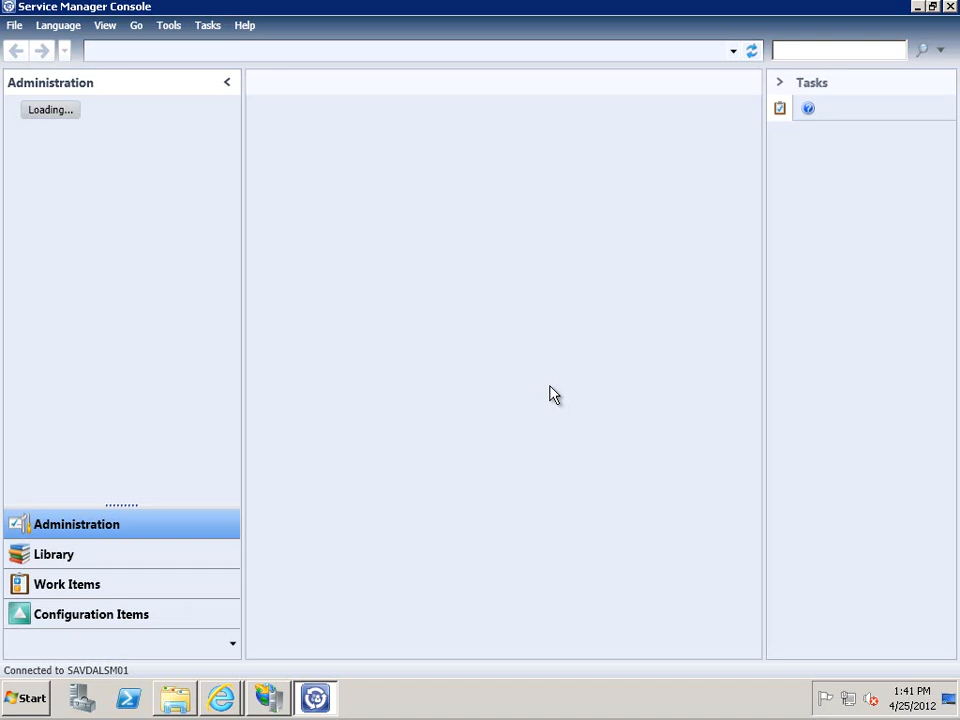 Service Manager Console
File Language View Go Tools Tasks Help
Administration
Tasks
Loading...
Administration
Library
Work Items
Configuration Items
Connected to SAVDALSM01
Start
1:41 PM
4/25/2012